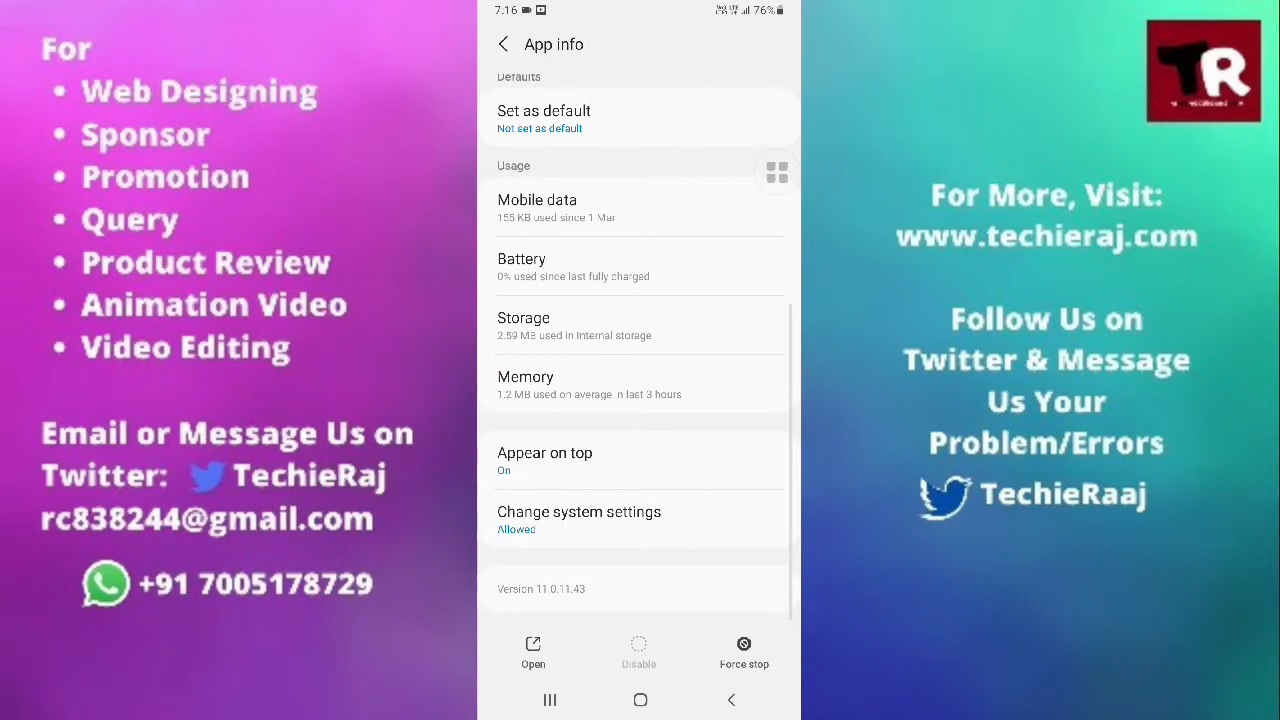 For
• Web Designing
• Sponsor
• Promotion
• Query
• Product Review
• Animation Video
• Video Editing
Email or Message Us on
Twitter: TechieRaj
rc838244@gmail.com
+91 7005178729
7:16
76%
App info
Defaults
Set as default
Not set as default
Usage
Mobile data
155 KB used since 1 Mar
Battery
0% used since last fully charged
Storage
2.59 MB used in Internal storage
Memory
1.2 MB used on average in last 3 hours
Appear on top
On
Change system settings
Allowed
Version 11.0.11.43
Open
Disable
Force stop
TR
For More, Visit:
www.techieraj.com
Follow Us on
Twitter & Message
Us Your
Problem/Errors
TechieRaaj